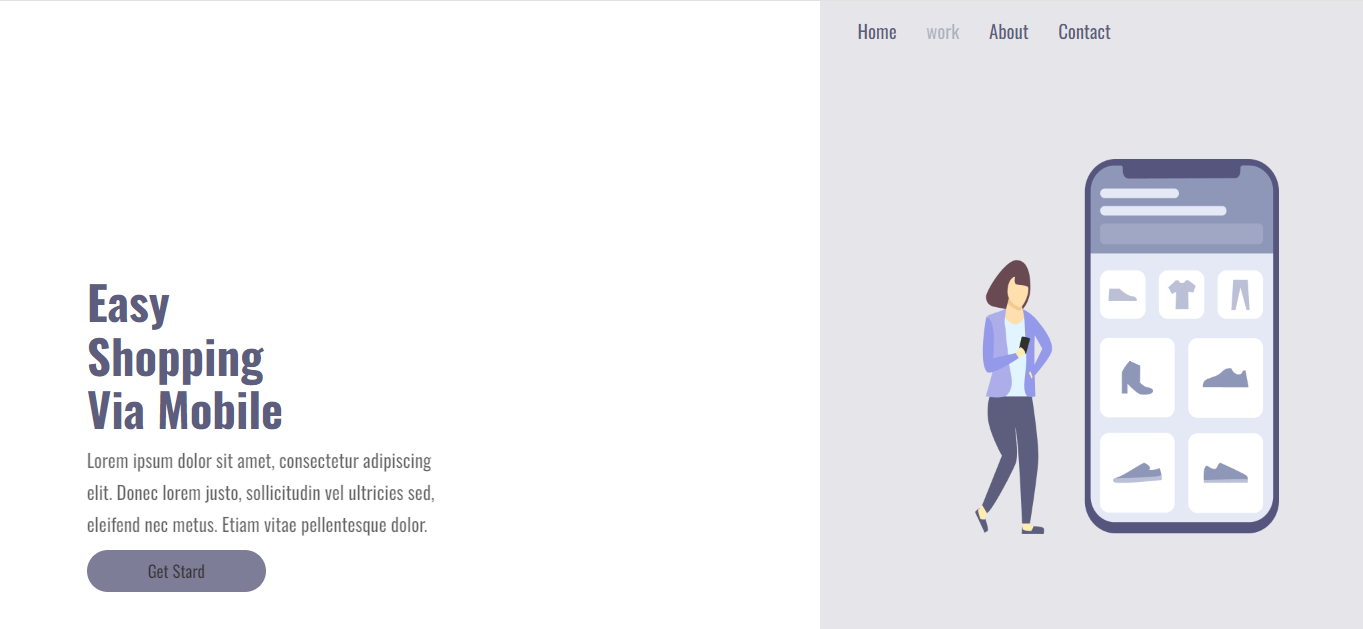 Home work About Contact
Easy
Shopping
Via Mobile
Lorem ipsum dolor sit amet, consectetur adipiscing
elit. Donec lorem justo, sollicitudin vel ultricies sed,
eleifend nec metus. Etiam vitae pellentesque dolor.
Get Stard